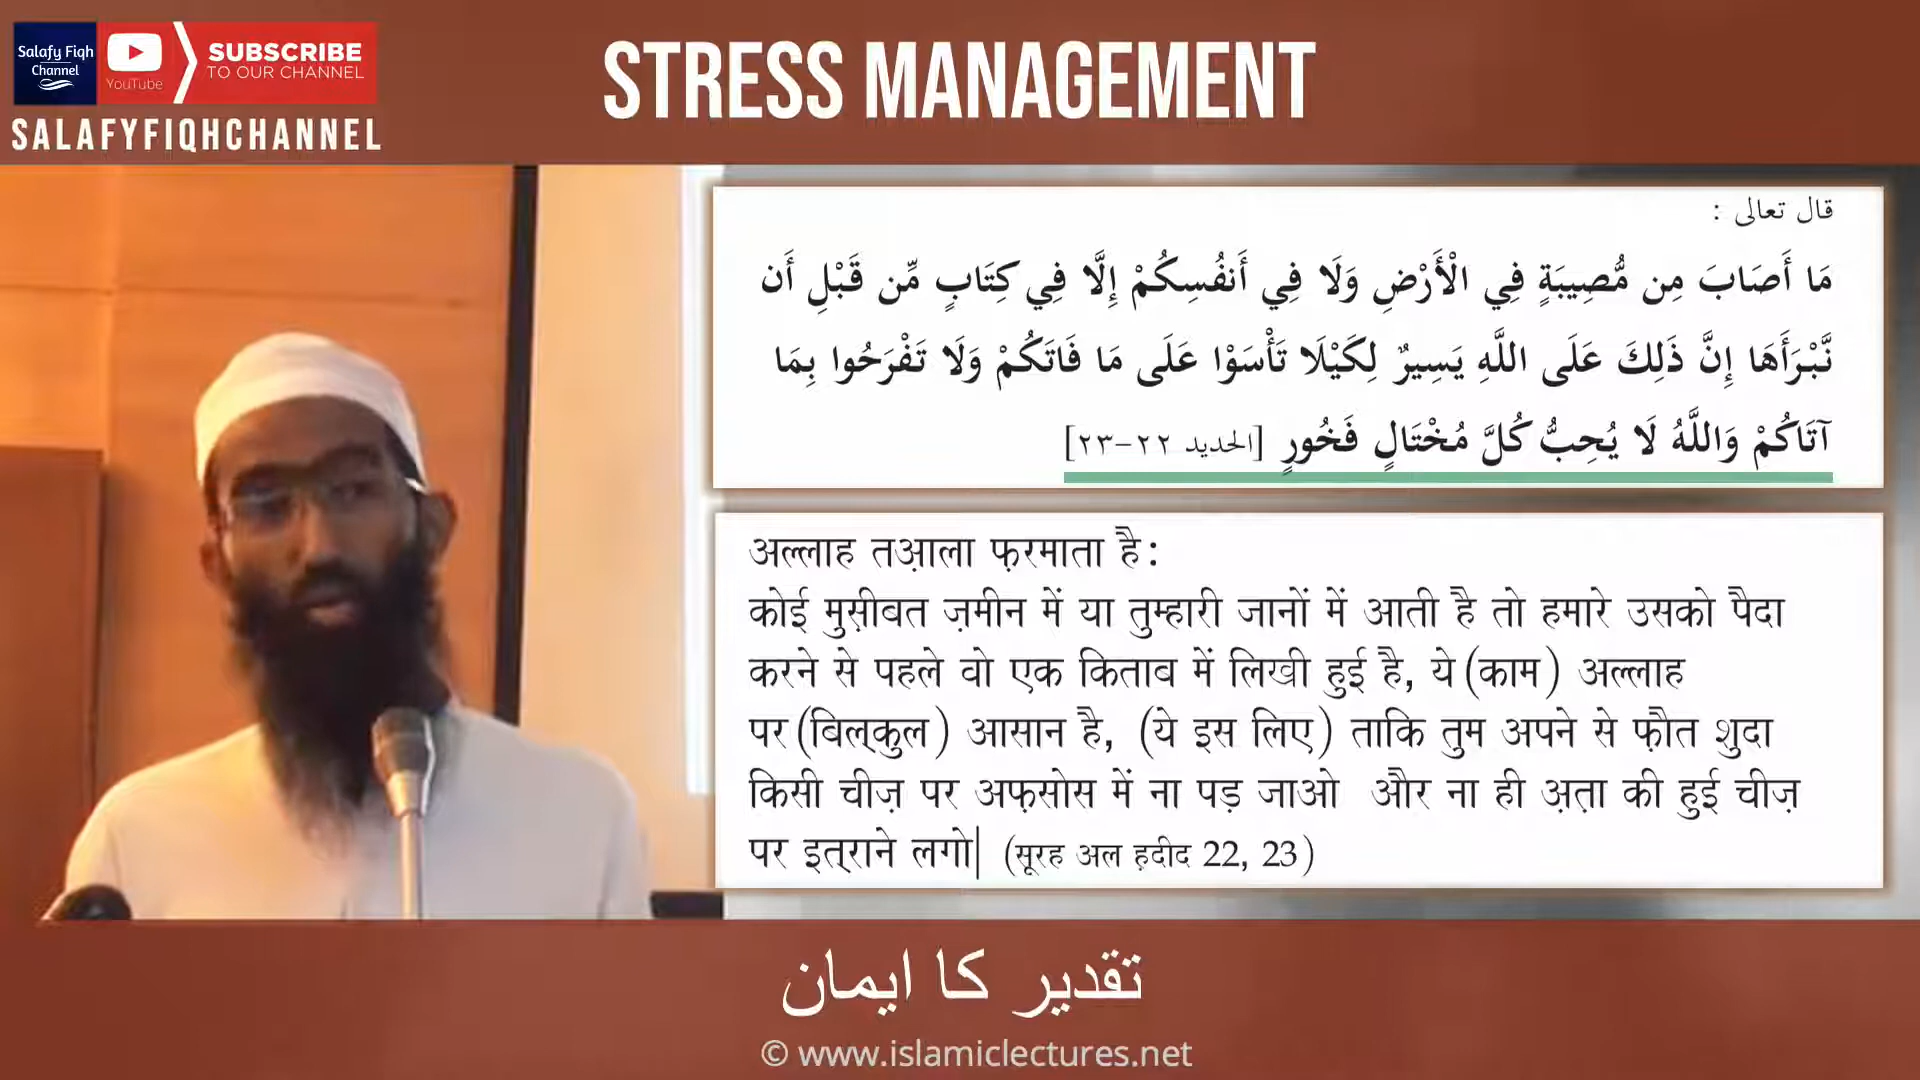 Salafy Fiqh
Channel
YouTube
SUBSCRIBE
TO OUR CHANNEL
SALAFYFIQHCHANNEL
STRESS MANAGEMENT
قال تعالى :
مَا أَصَابَ مِن مُّصِيبَةٍ فِي الْأَرْضِ وَلَا فِي أَنفُسِكُمْ إِلَّا فِي كِتَابٍ مِّن قَبْلِ أَن
نَّبْرَأَهَا إِنَّ ذَلِكَ عَلَى اللَّهِ يَسِيرٌ لِكَيْلَا تَأْسَوْا عَلَى مَا فَاتَكُمْ وَلَا تَفْرَحُوا بِمَا
آتَاكُمْ وَاللَّهُ لَا يُحِبُّ كُلَّ مُخْتَالٍ فَخُورٍ [الحديد ٢٢-٢٣]
अल्लाह तआ़ला फ़रमाता है:
कोई मुस़ीबत ज़मीन में या तुम्हारी जानों में आती है तो हमारे उसको पैदा
करने से पहले वो एक किताब में लिखी हुई है, ये (काम) अल्लाह
पर (बिल्कुल) आसान है, (ये इस लिए) ताकि तुम अपने से फ़ौत शुदा
किसी चीज़ पर अफ़सोस में ना पड़ जाओ और ना ही अ़त़ा की हुई चीज़
पर इत्राने लगो| (सूरह अल ह़दीद 22, 23)
تقدیر کا ایمان
© www.islamiclectures.net